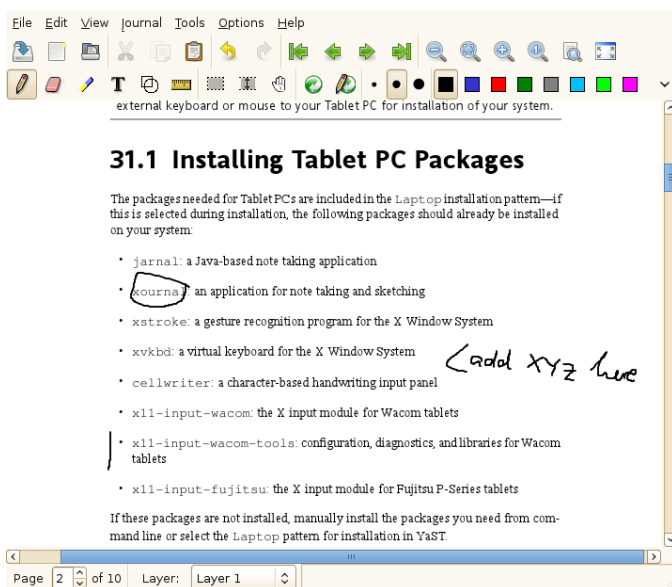 File Edit View Journal Tools Options Help
T
external keyboard or mouse to your Tablet PC for installation of your system.
31.1 Installing Tablet PC Packages
The packages needed for Tablet PC's are included in the Laptop installation pattern—if
this is selected during installation, the following packages should already be installed
on your system:
• jarnal: a Java-based note taking application
• xournal: an application for note taking and sketching
• xstroke: a gesture recognition program for the X Window System
• xvkbd: a virtual keyboard for the X Window System
<add XYZ here
• cellwriter: a character-based handwriting input panel
• x11-input-wacom: the X input module for Wacom tablets
• x11-input-wacom-tools: configuration, diagnostics, and libraries for Wacom
tablets
• x11-input-fujitsu: the X input module for Fujitsu P-Series tablets
If these packages are not installed, manually install the packages you need from com-
mand line or select the Laptop pattern for installation in YaST.
Page 2 of 10 Layer: Layer 1